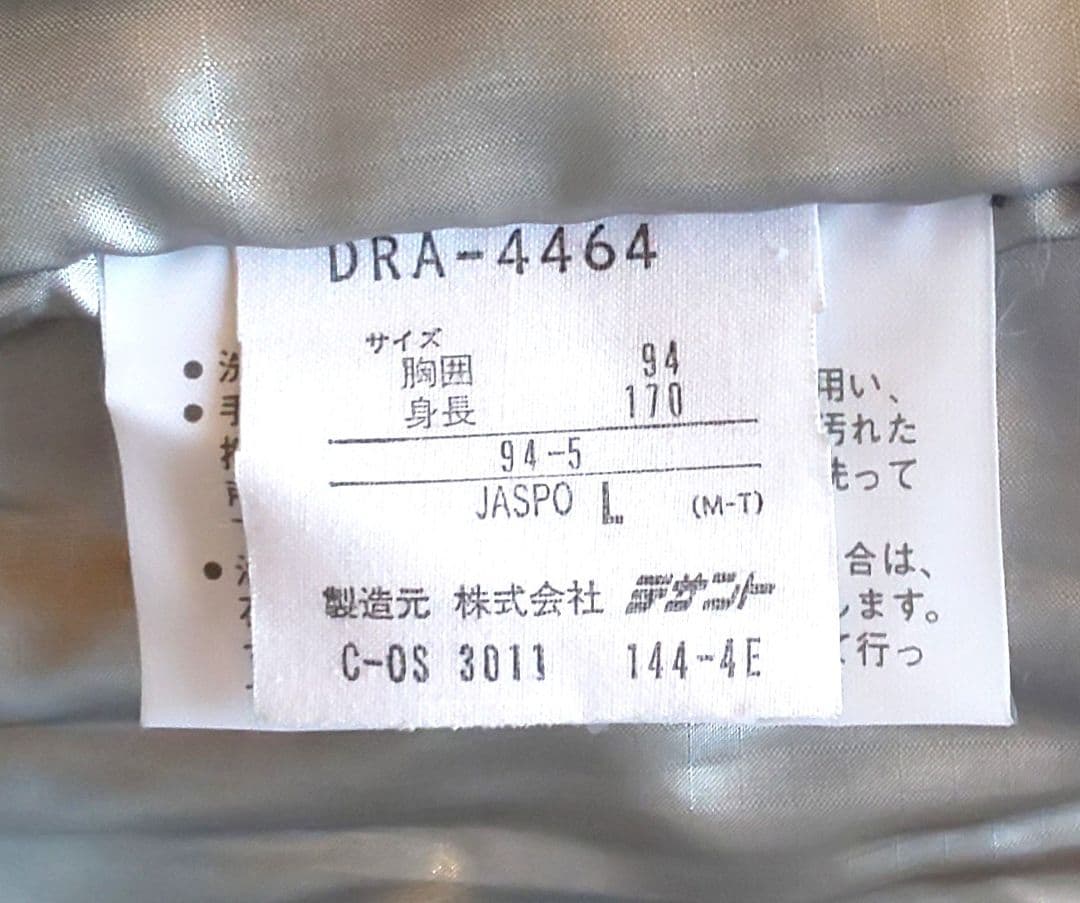 DRA-4464
サイズ
胸囲 94
身長 170
94-5
JASPO L (M-T)
製造元 株式会社 デサント
C-OS 3011 144-4E
用い、
汚れた
洗って
合は、
します。
て行っ